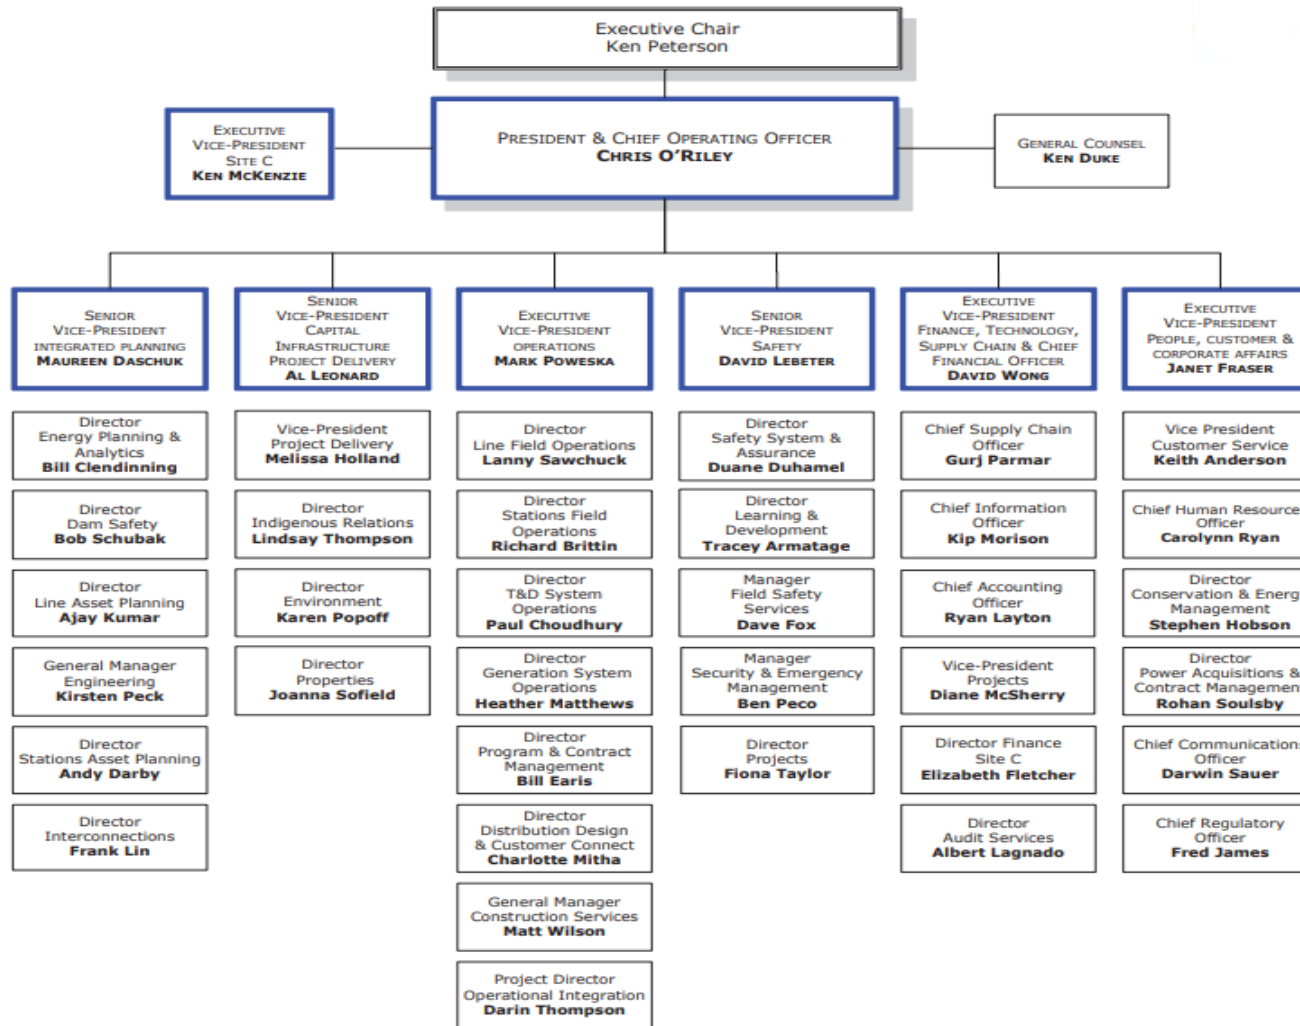 Executive Chair
Ken Peterson
EXECUTIVE
VICE-PRESIDENT
SITE C
KEN MCKENZIE
PRESIDENT & CHIEF OPERATING OFFICER
CHRIS O'RILEY
GENERAL COUNSEL
KEN DUKE
SENIOR
VICE-PRESIDENT
INTEGRATED PLANNING
MAUREEN DASCHUK
SENIOR
VICE-PRESIDENT
CAPITAL
INFRASTRUCTURE
PROJECT DELIVERY
AL LEONARD
EXECUTIVE
VICE-PRESIDENT
OPERATIONS
MARK POWESKA
SENIOR
VICE-PRESIDENT
SAFETY
DAVID LEBETER
EXECUTIVE
VICE-PRESIDENT
FINANCE, TECHNOLOGY,
SUPPLY CHAIN & CHIEF
FINANCIAL OFFICER
DAVID WONG
EXECUTIVE
VICE-PRESIDENT
PEOPLE, CUSTOMER &
CORPORATE AFFAIRS
JANET FRASER
Director
Energy Planning &
Analytics
Bill Clendinning
Director
Dam Safety
Bob Schubak
Director
Line Asset Planning
Ajay Kumar
General Manager
Engineering
Kirsten Peck
Director
Stations Asset Planning
Andy Darby
Director
Interconnections
Frank Lin
Vice-President
Project Delivery
Melissa Holland
Director
Indigenous Relations
Lindsay Thompson
Director
Environment
Karen Popoff
Director
Properties
Joanna Sofield
Director
Line Field Operations
Lanny Sawchuck
Director
Stations Field
Operations
Richard Brittin
Director
T&D System
Operations
Paul Choudhury
Director
Generation System
Operations
Heather Matthews
Director
Program & Contract
Management
Bill Earis
Director
Distribution Design
& Customer Connect
Charlotte Mitha
General Manager
Construction Services
Matt Wilson
Project Director
Operational Integration
Darin Thompson
Director
Safety System &
Assurance
Duane Duhamel
Director
Learning &
Development
Tracey Armatage
Manager
Field Safety
Services
Dave Fox
Manager
Security & Emergency
Management
Ben Peco
Director
Projects
Fiona Taylor
Chief Supply Chain
Officer
Gurj Parmar
Chief Information
Officer
Kip Morison
Chief Accounting
Officer
Ryan Layton
Vice-President
Projects
Diane McSherry
Director Finance
Site C
Elizabeth Fletcher
Director
Audit Services
Albert Lagnado
Vice President
Customer Service
Keith Anderson
Chief Human Resource
Officer
Carolynn Ryan
Director
Conservation & Energy
Management
Stephen Hobson
Director
Power Acquisitions &
Contract Management
Rohan Soulsby
Chief Communications
Officer
Darwin Sauer
Chief Regulatory
Officer
Fred James